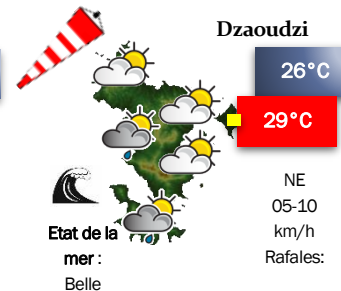 Dzaoudzi
26°C
29°C
NE
05-10
km/h
Rafales:
Etat de la
mer :
Belle